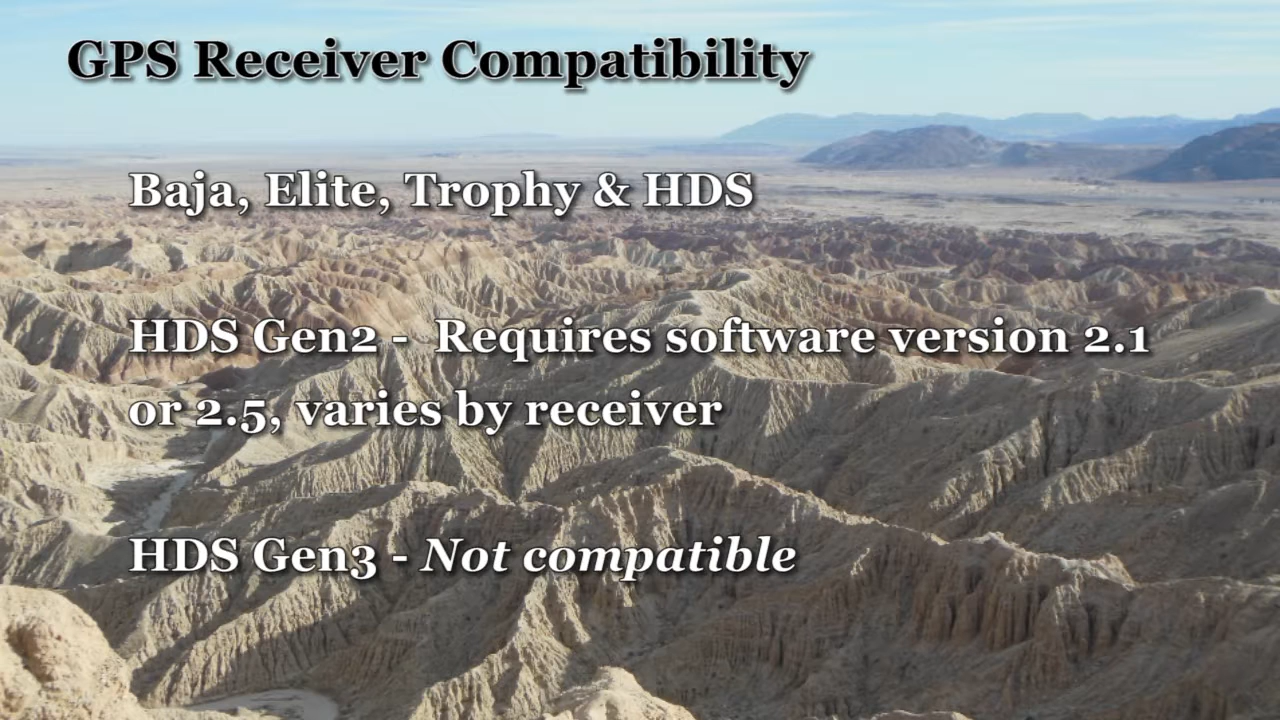 GPS Receiver Compatibility
Baja, Elite, Trophy & HDS
HDS Gen2 - Requires software version 2.1
or 2.5, varies by receiver
HDS Gen3 - Not compatible